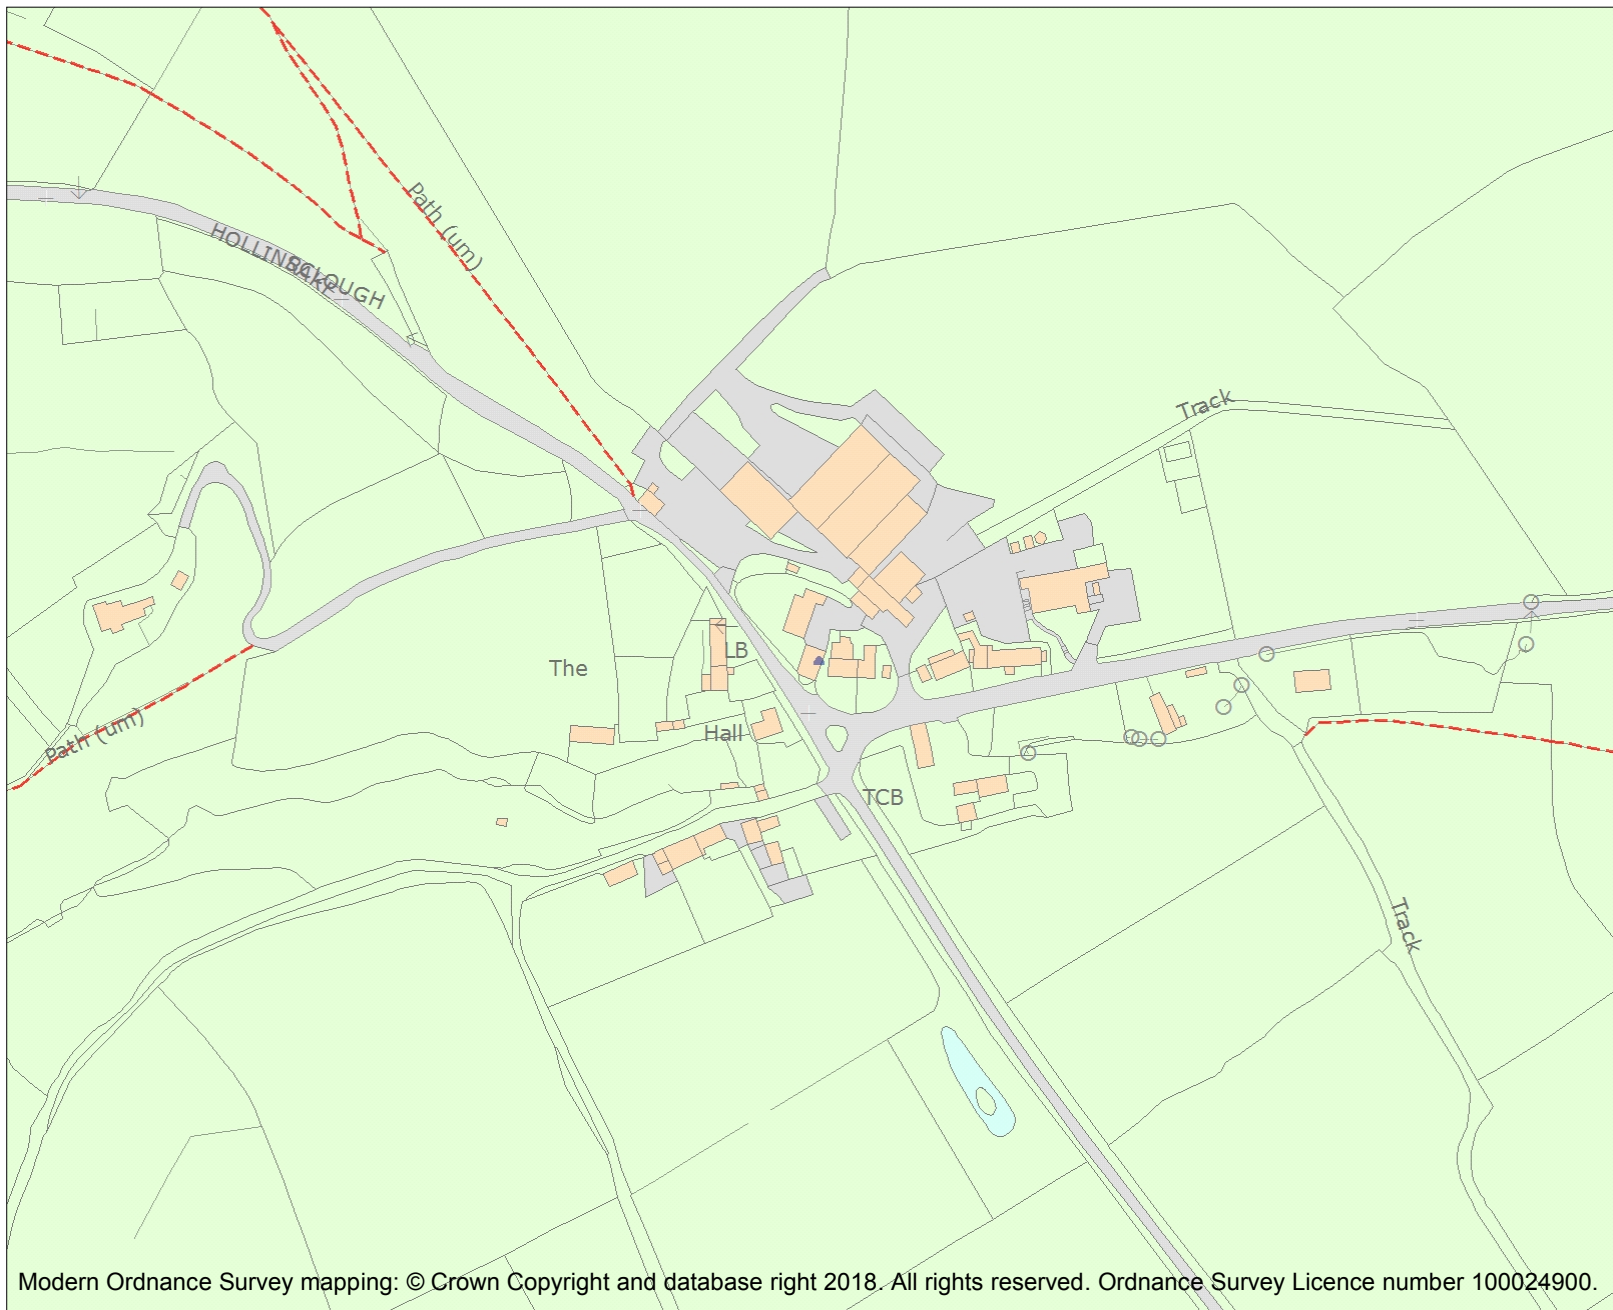 Path (um)
HOLLINSCLOUGH
Track
The
LB
Path (um)
Hall
TCB
Track
Modern Ordnance Survey mapping: © Crown Copyright and database right 2018. All rights reserved. Ordnance Survey Licence number 100024900.